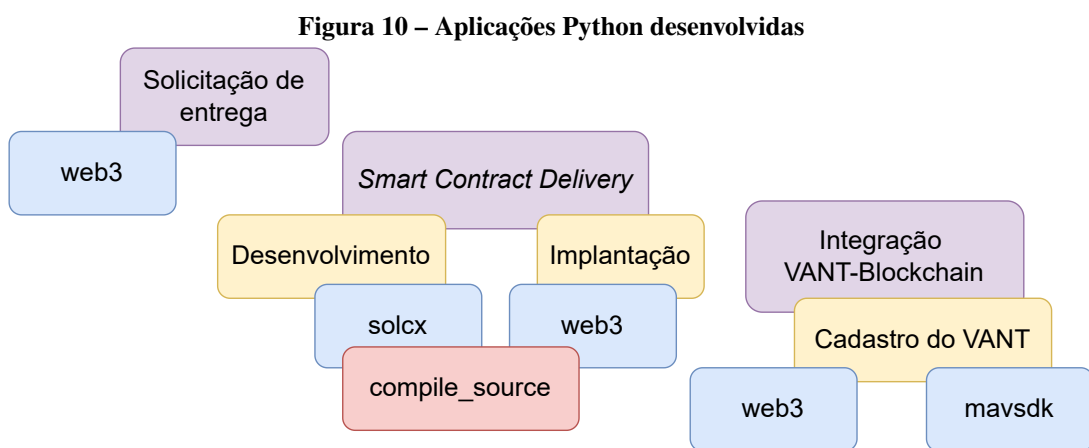 Figura 10 – Aplicações Python desenvolvidas
Solicitação de
entrega
web3
Smart Contract Delivery
Desenvolvimento
Implantação
solcx
web3
compile_source
Integração
VANT-Blockchain
Cadastro do VANT
web3
mavsdk